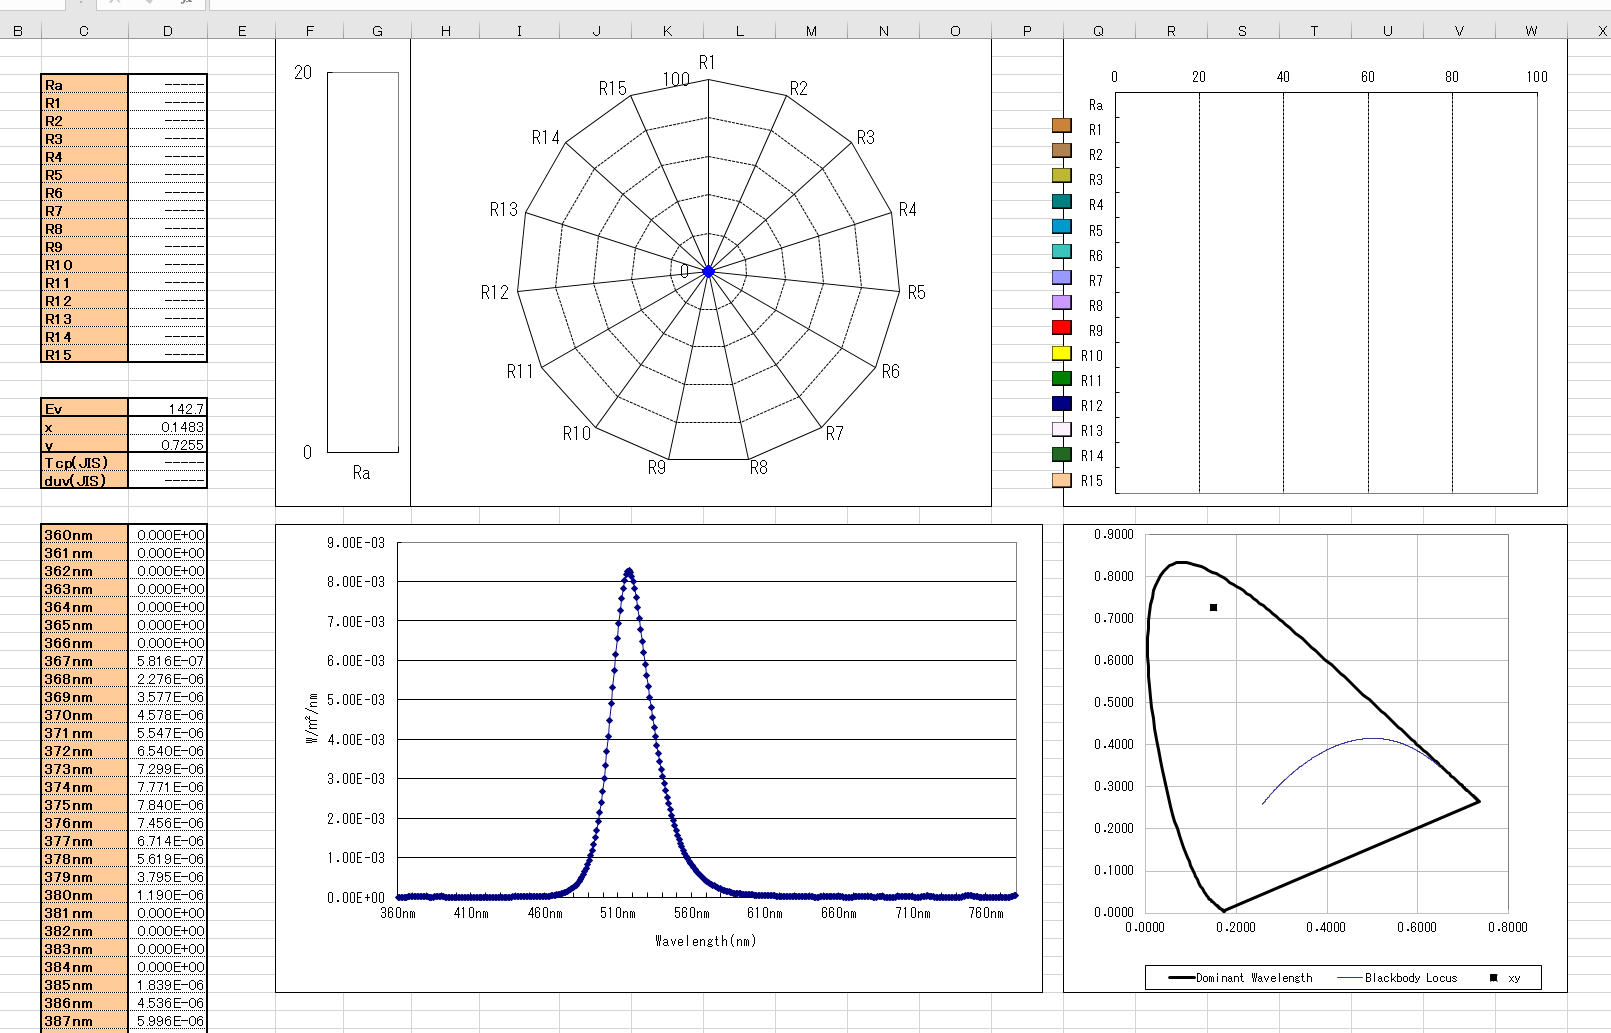 B C D E F G H I J K L M N O P Q R S T U V W X
Ra -----
R1 -----
R2 -----
R3 -----
R4 -----
R5 -----
R6 -----
R7 -----
R8 -----
R9 -----
R10 -----
R11 -----
R12 -----
R13 -----
R14 -----
R15 -----
Ev 142.7
x 0.1483
y 0.7255
Tcp(JIS) -----
duv(JIS) -----
360nm 0.000E+00
361nm 0.000E+00
362nm 0.000E+00
363nm 0.000E+00
364nm 0.000E+00
365nm 0.000E+00
366nm 0.000E+00
367nm 5.816E-07
368nm 2.276E-06
369nm 3.577E-06
370nm 4.578E-06
371nm 5.547E-06
372nm 6.540E-06
373nm 7.299E-06
374nm 7.771E-06
375nm 7.840E-06
376nm 7.456E-06
377nm 6.714E-06
378nm 5.619E-06
379nm 3.795E-06
380nm 1.190E-06
381nm 0.000E+00
382nm 0.000E+00
383nm 0.000E+00
384nm 0.000E+00
385nm 1.839E-06
386nm 4.536E-06
387nm 5.996E-06
20
0
Ra
100
0
R1
R2
R3
R4
R5
R6
R7
R8
R9
R10
R11
R12
R13
R14
R15
0 20 40 60 80 100
Ra
R1
R2
R3
R4
R5
R6
R7
R8
R9
R10
R11
R12
R13
R14
R15
9.00E-03
8.00E-03
7.00E-03
6.00E-03
5.00E-03
4.00E-03
3.00E-03
2.00E-03
1.00E-03
0.00E+00
W/m²/nm
360nm 410nm 460nm 510nm 560nm 610nm 660nm 710nm 760nm
Wavelength(nm)
0.9000
0.8000
0.7000
0.6000
0.5000
0.4000
0.3000
0.2000
0.1000
0.0000
0.0000 0.2000 0.4000 0.6000 0.8000
Dominant Wavelength Blackbody Locus xy